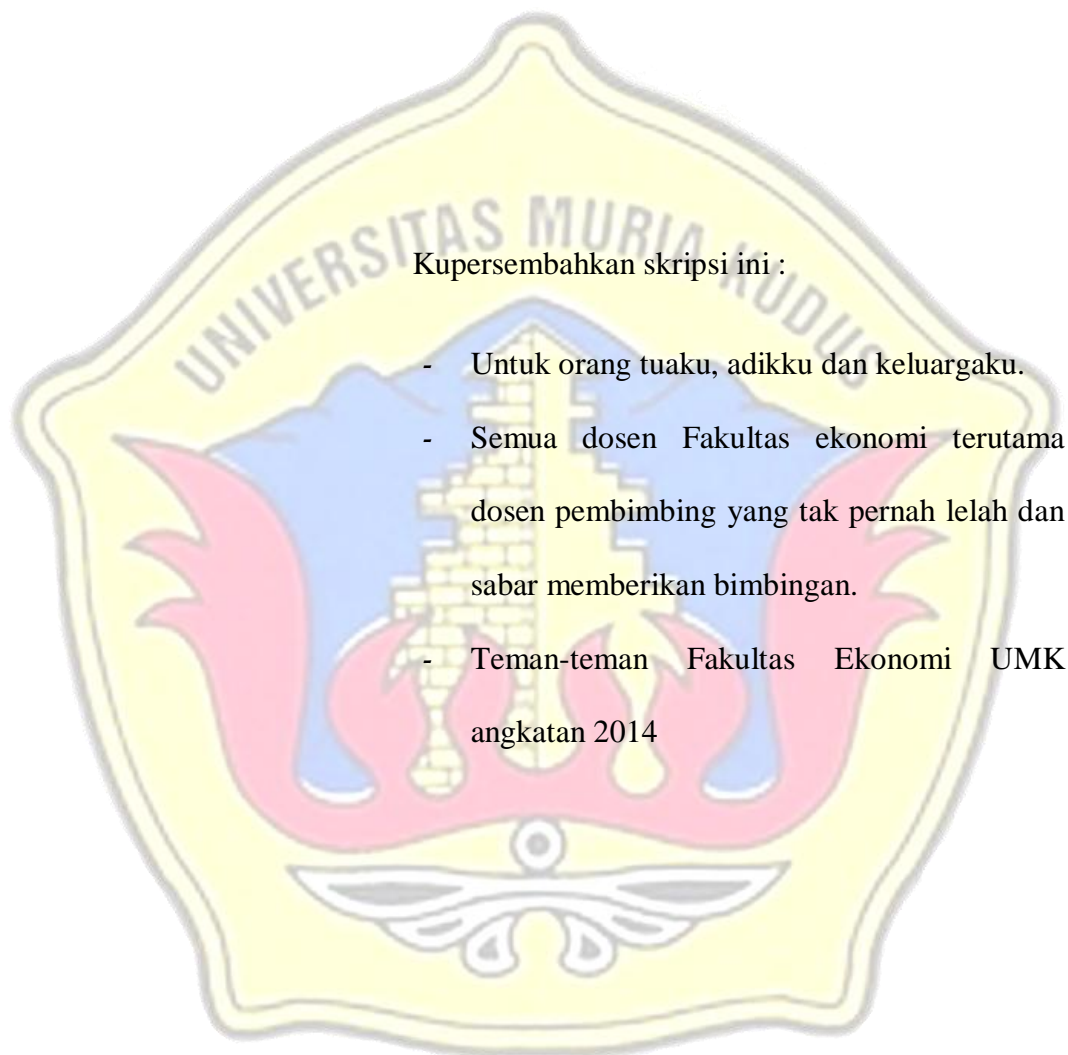 UNIVERSITAS MURIA KUDUS
Kupersembahkan skripsi ini :
- Untuk orang tuaku, adikku dan keluargaku.
- Semua dosen Fakultas ekonomi terutama
dosen pembimbing yang tak pernah lelah dan
sabar memberikan bimbingan.
- Teman-teman Fakultas Ekonomi UMK
angkatan 2014